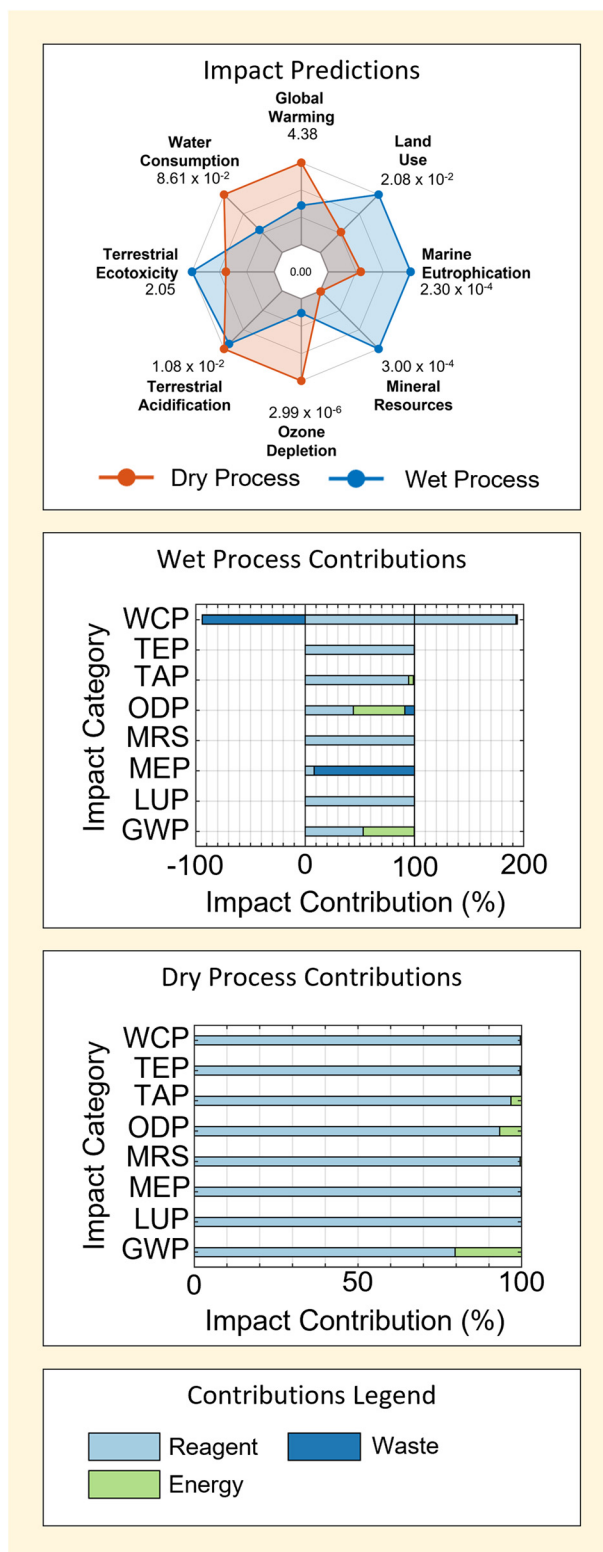 Impact Predictions
Global
Warming
4.38
Water
Consumption
8.61 x 10-2
Land
Use
2.08 x 10-2
Terrestrial
Ecotoxicity
2.05
0.00
Marine
Eutrophication
2.30 x 10-4
1.08 x 10-2
Terrestrial
Acidification
3.00 x 10-4
Mineral
Resources
2.99 x 10-6
Ozone
Depletion
Dry Process
Wet Process
Wet Process Contributions
Impact Category
WCP
TEP
TAP
ODP
MRS
MEP
LUP
GWP
-100 0 100 200
Impact Contribution (%)
Dry Process Contributions
Impact Category
WCP
TEP
TAP
ODP
MRS
MEP
LUP
GWP
0 50 100
Impact Contribution (%)
Contributions Legend
Reagent
Waste
Energy